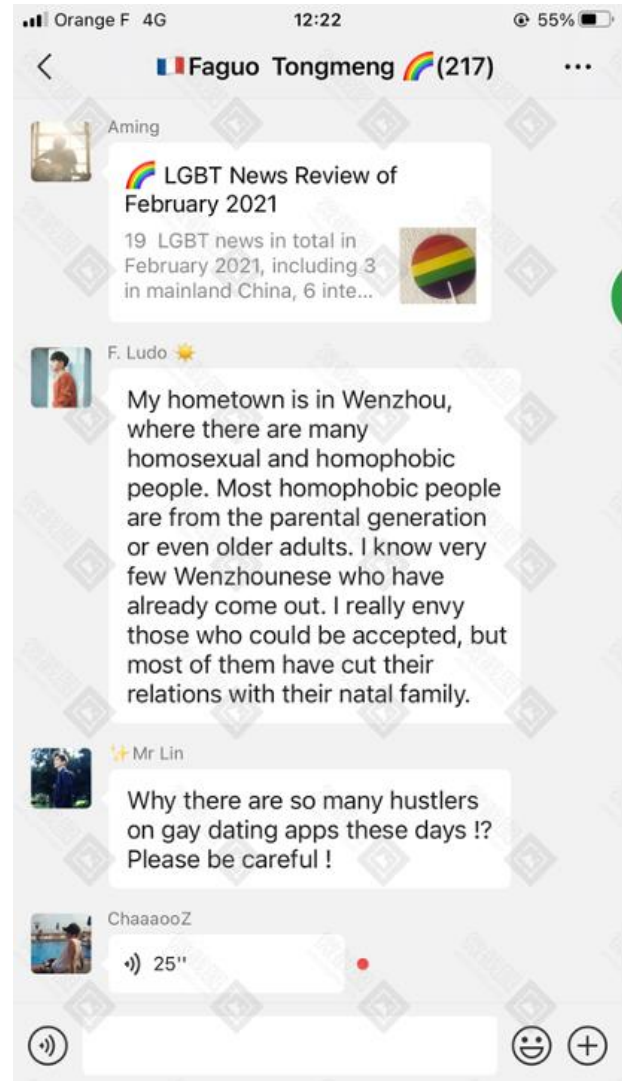 Orange F 4G 12:22 55%
🇫🇷Faguo Tongmeng 🌈(217)
Aming
🌈 LGBT News Review of
February 2021
19 LGBT news in total in
February 2021, including 3
in mainland China, 6 inte...
F. Ludo ☀️
My hometown is in Wenzhou,
where there are many
homosexual and homophobic
people. Most homophobic people
are from the parental generation
or even older adults. I know very
few Wenzhounese who have
already come out. I really envy
those who could be accepted, but
most of them have cut their
relations with their natal family.
✨Mr Lin
Why there are so many hustlers
on gay dating apps these days !?
Please be careful !
ChaaaooZ
25''